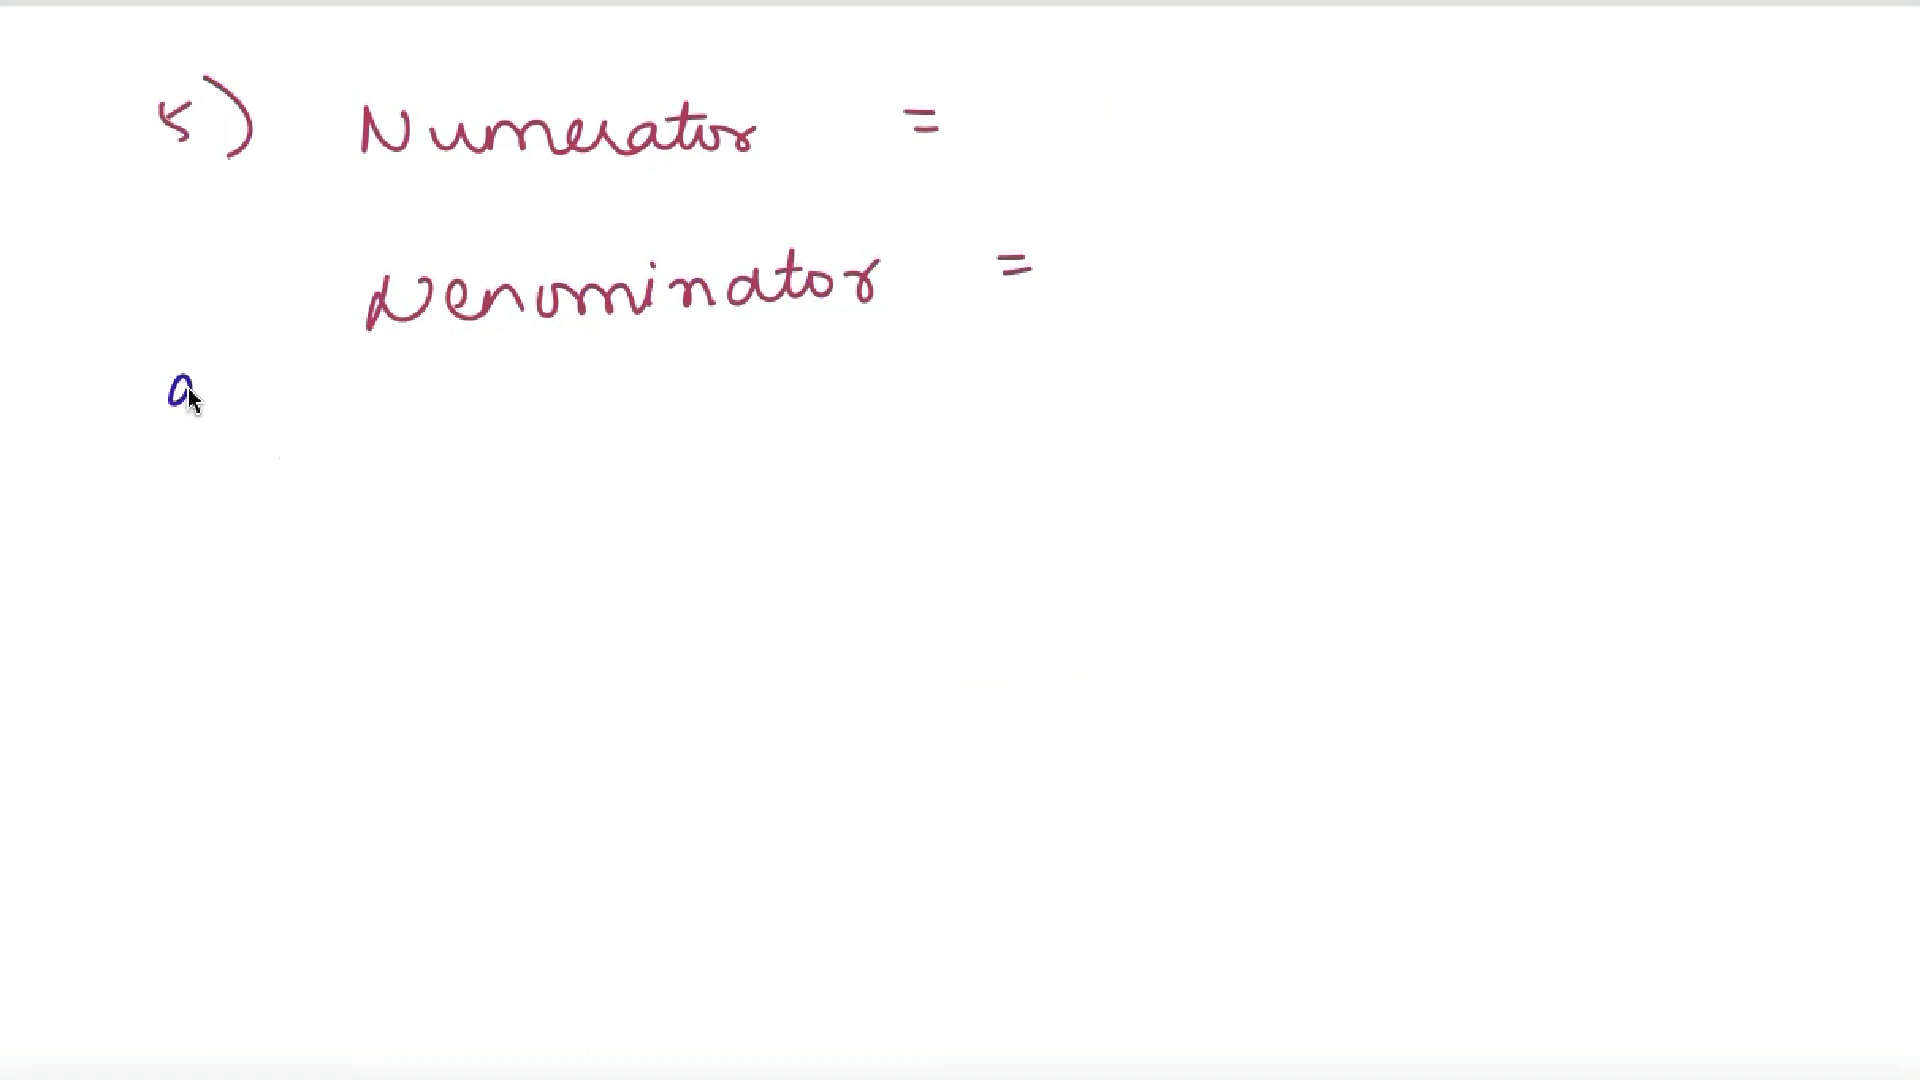 5) Numerator =
Denominator =
a